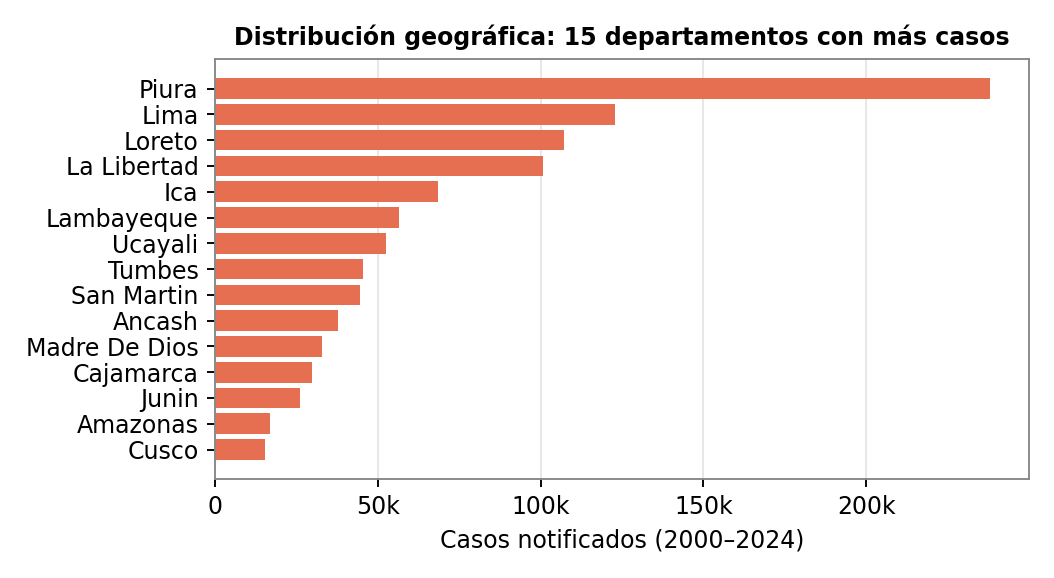 Distribución geográfica: 15 departamentos con más casos
Piura
Lima
Loreto
La Libertad
Ica
Lambayeque
Ucayali
Tumbes
San Martin
Ancash
Madre De Dios
Cajamarca
Junin
Amazonas
Cusco
0 50k 100k 150k 200k
Casos notificados (2000–2024)